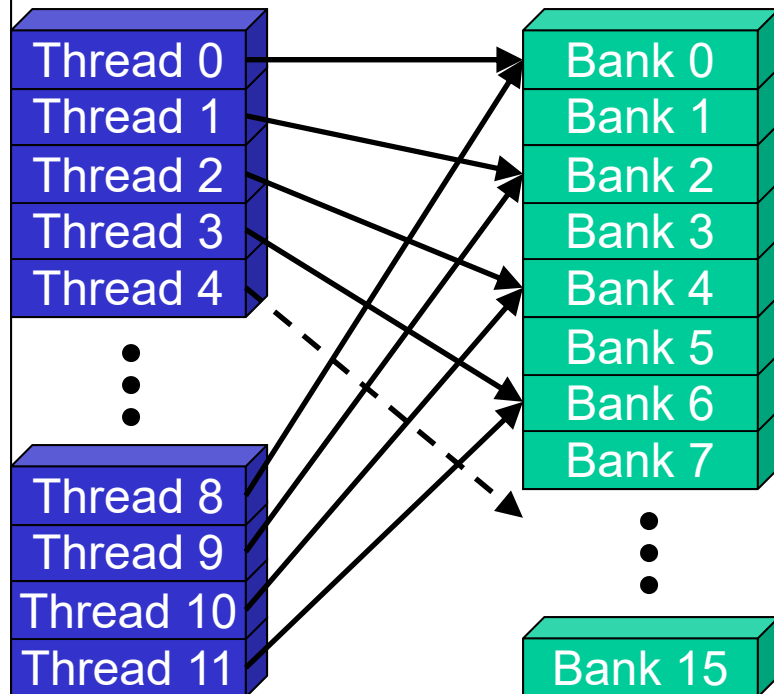 Thread 0
Thread 1
Thread 2
Thread 3
Thread 4
Thread 8
Thread 9
Thread 10
Thread 11
Bank 0
Bank 1
Bank 2
Bank 3
Bank 4
Bank 5
Bank 6
Bank 7
Bank 15